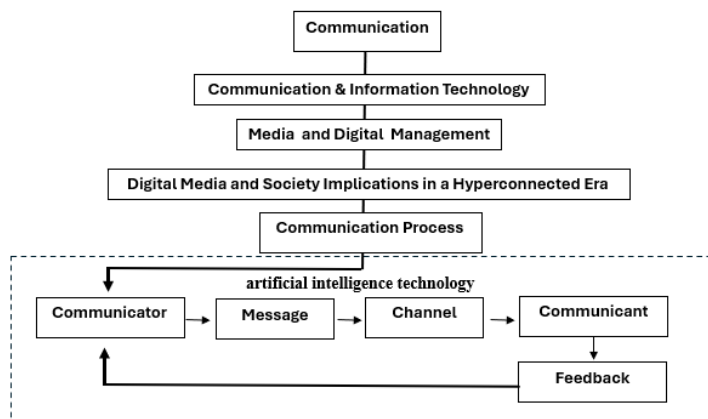 Communication
Communication & Information Technology
Media and Digital Management
Digital Media and Society Implications in a Hyperconnected Era
Communication Process
artificial intelligence technology
Communicator
Message
Channel
Communicant
Feedback